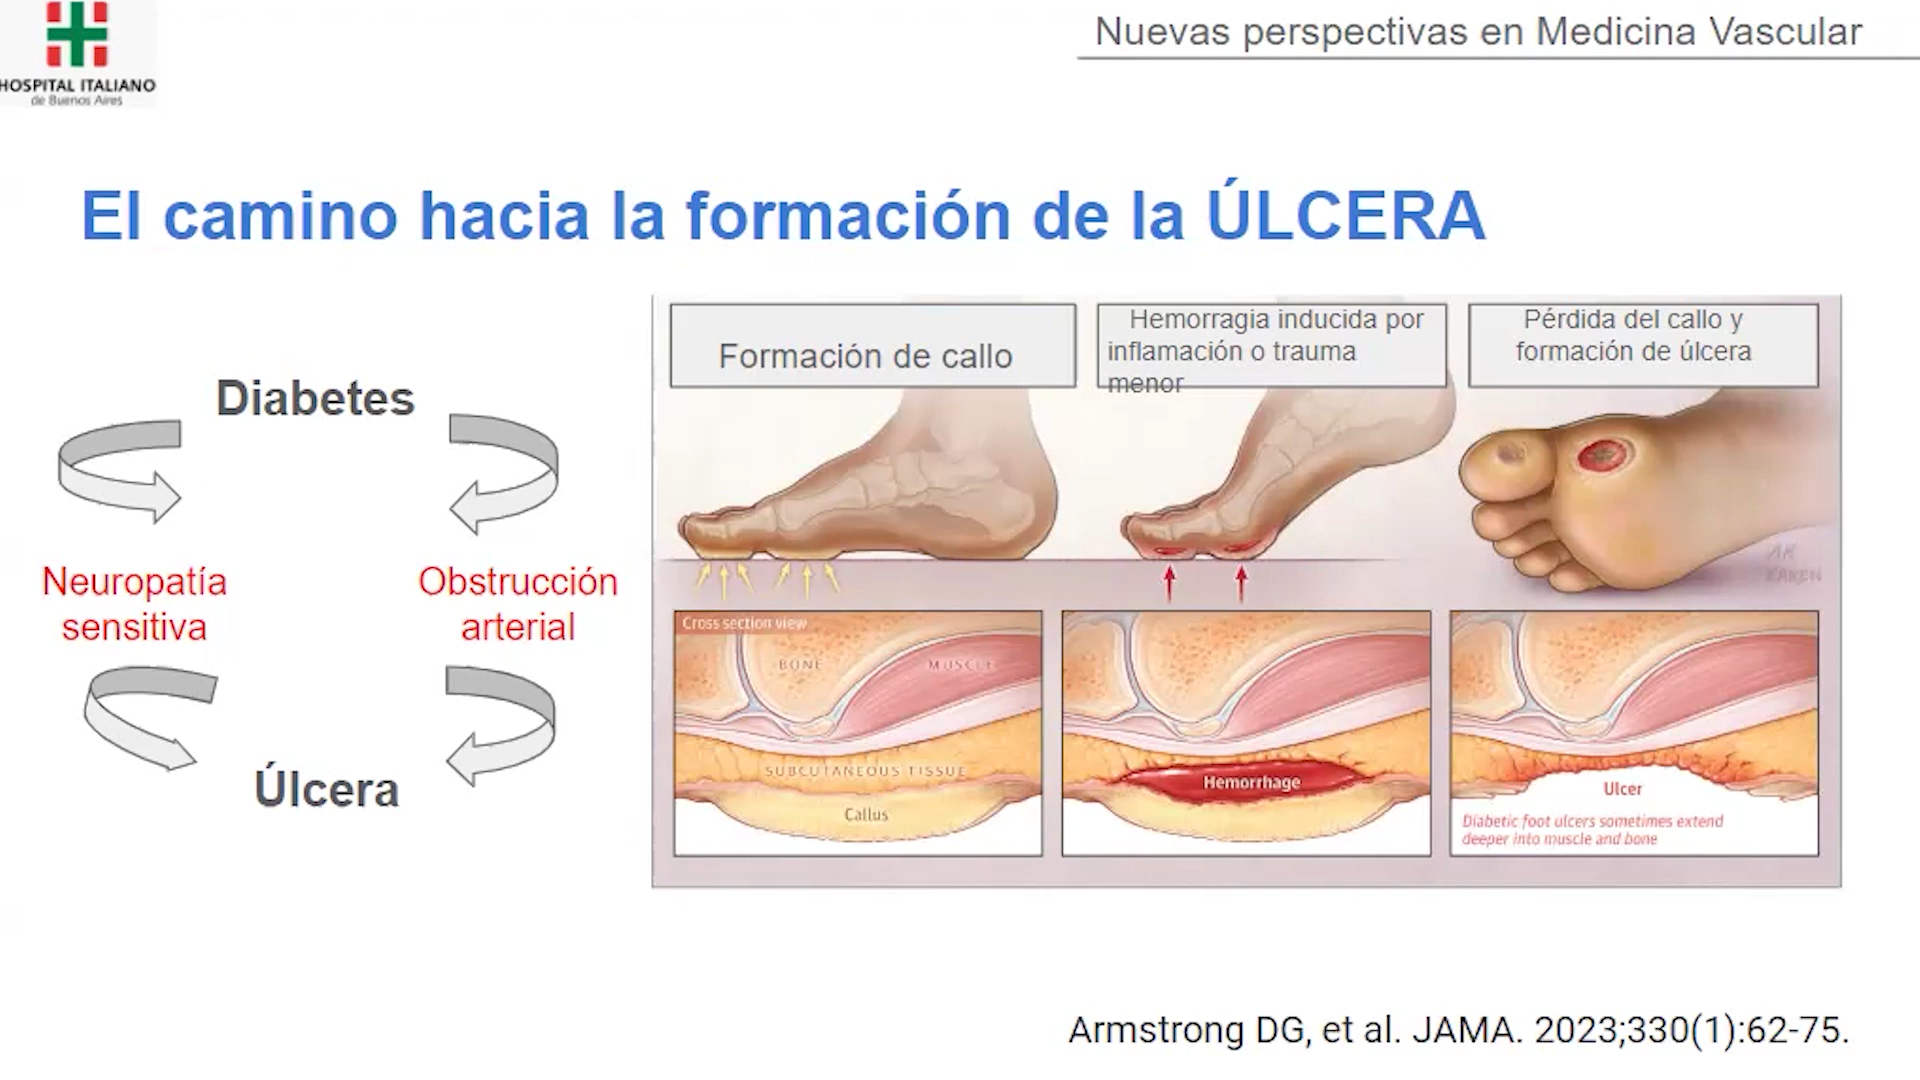 HOSPITAL ITALIANO
de Buenos Aires
Nuevas perspectivas en Medicina Vascular
El camino hacia la formación de la ÚLCERA
Diabetes
Neuropatía
sensitiva
Obstrucción
arterial
Úlcera
Formación de callo
Hemorragia inducida por
inflamación o trauma
menor
Pérdida del callo y
formación de úlcera
Cross section view
BONE
MUSCLE
SUBCUTANEOUS TISSUE
Callus
Hemorrhage
Ulcer
Diabetic foot ulcers sometimes extend
deeper into muscle and bone
Armstrong DG, et al. JAMA. 2023;330(1):62-75.